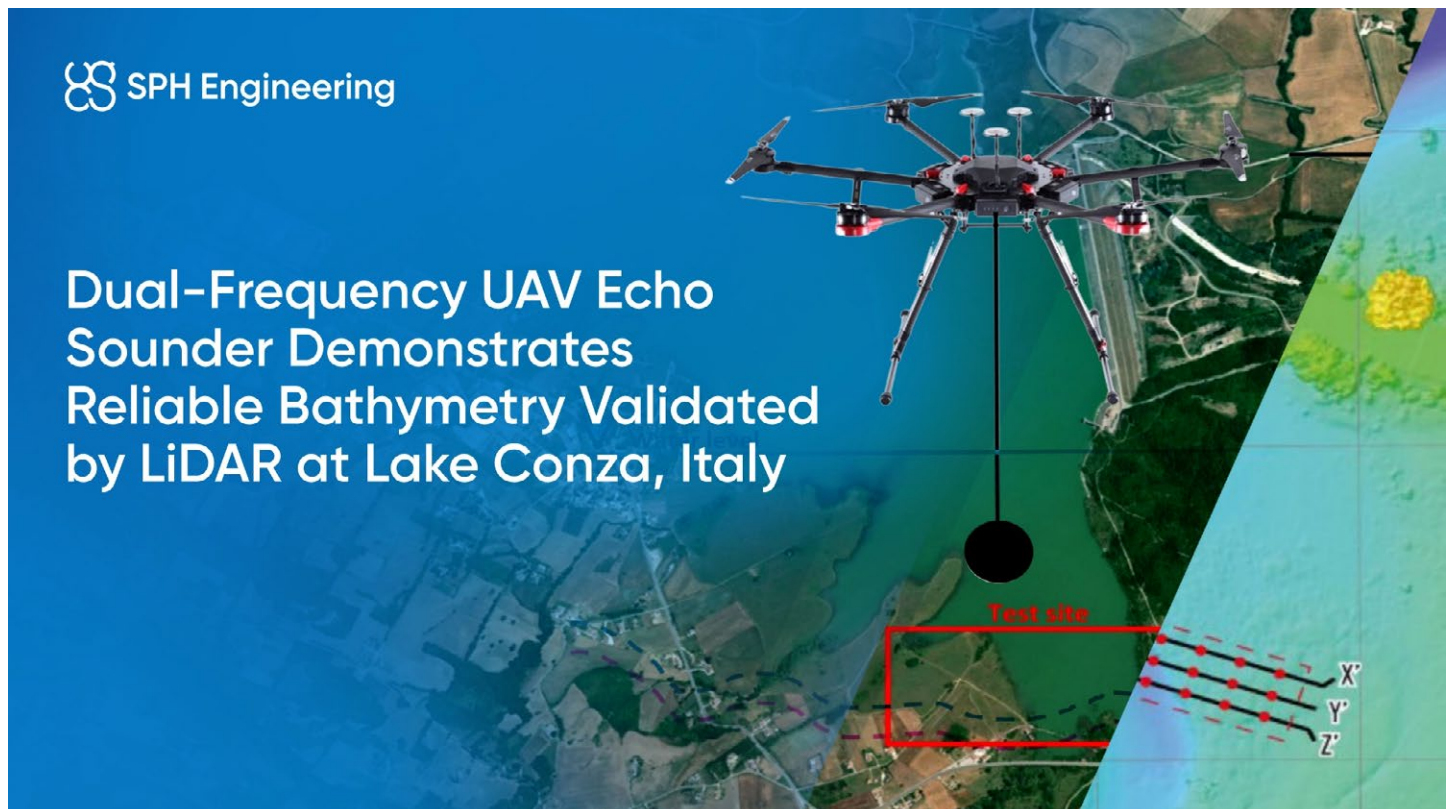 SPH Engineering
Dual-Frequency UAV Echo
Sounder Demonstrates
Reliable Bathymetry Validated
by LiDAR at Lake Conza, Italy
Test site
X'
Y'
Z'